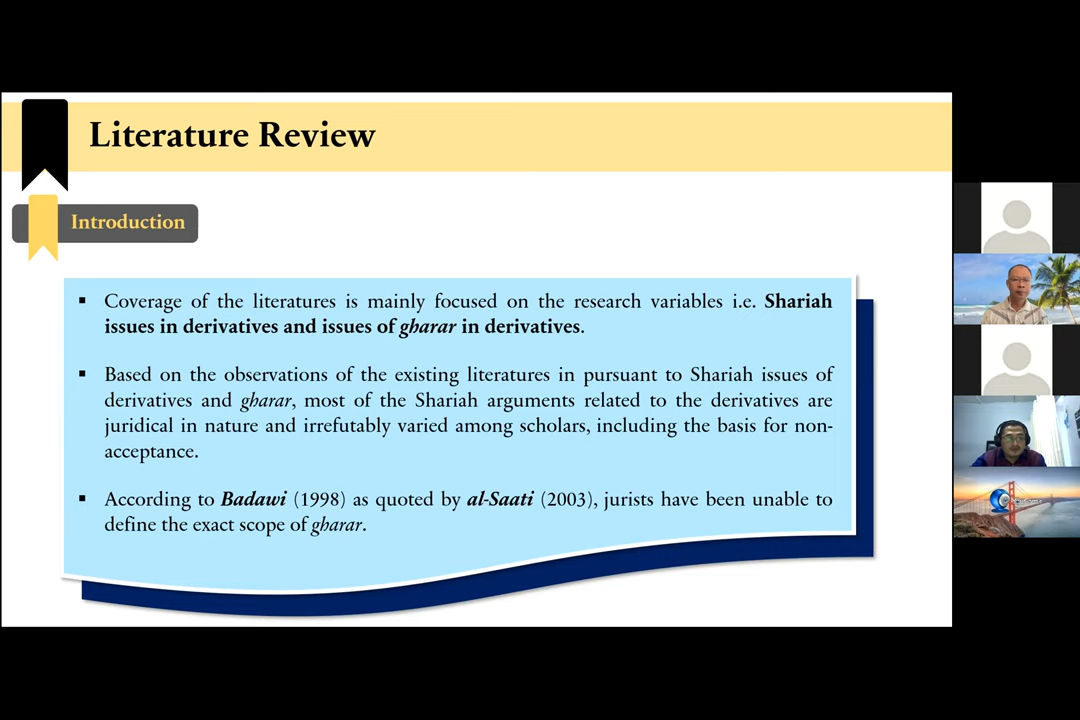 Literature Review
Introduction
▪ Coverage of the literatures is mainly focused on the research variables i.e. Shariah
issues in derivatives and issues of gharar in derivatives.
▪ Based on the observations of the existing literatures in pursuant to Shariah issues of
derivatives and gharar, most of the Shariah arguments related to the derivatives are
juridical in nature and irrefutably varied among scholars, including the basis for non-
acceptance.
▪ According to Badawi (1998) as quoted by al-Saati (2003), jurists have been unable to
define the exact scope of gharar.